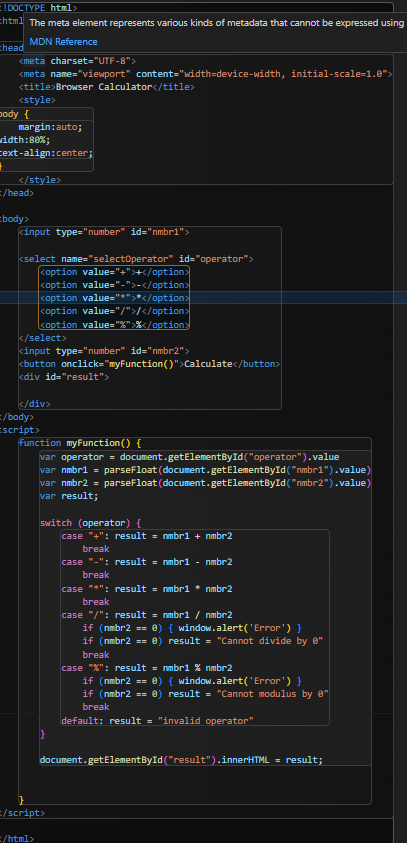 <!DOCTYPE html>
<html
The meta element represents various kinds of metadata that cannot be expressed using
MDN Reference
<head
<meta charset="UTF-8">
<meta name="viewport" content="width=device-width, initial-scale=1.0">
<title>Browser Calculator</title>
<style>
body {
margin:auto;
width:80%;
text-align:center;
}
</style>
</head>
<body>
<input type="number" id="nmbr1">
<select name="selectOperator" id="operator">
<option value="+">+</option>
<option value="-">-</option>
<option value="*">*</option>
<option value="/">/</option>
<option value="%">%</option>
</select>
<input type="number" id="nmbr2">
<button onclick="myFunction()">Calculate</button>
<div id="result">
</div>
</body>
<script>
function myFunction() {
var operator = document.getElementById("operator").value
var nmbr1 = parseFloat(document.getElementById("nmbr1").value)
var nmbr2 = parseFloat(document.getElementById("nmbr2").value)
var result;
switch (operator) {
case "+": result = nmbr1 + nmbr2
break
case "-": result = nmbr1 - nmbr2
break
case "*": result = nmbr1 * nmbr2
break
case "/": result = nmbr1 / nmbr2
if (nmbr2 == 0) { window.alert('Error') }
if (nmbr2 == 0) result = "Cannot divide by 0"
break
case "%": result = nmbr1 % nmbr2
if (nmbr2 == 0) { window.alert('Error') }
if (nmbr2 == 0) result = "Cannot modulus by 0"
break
default: result = "invalid operator"
}
document.getElementById("result").innerHTML = result;
}
</script>
</html>